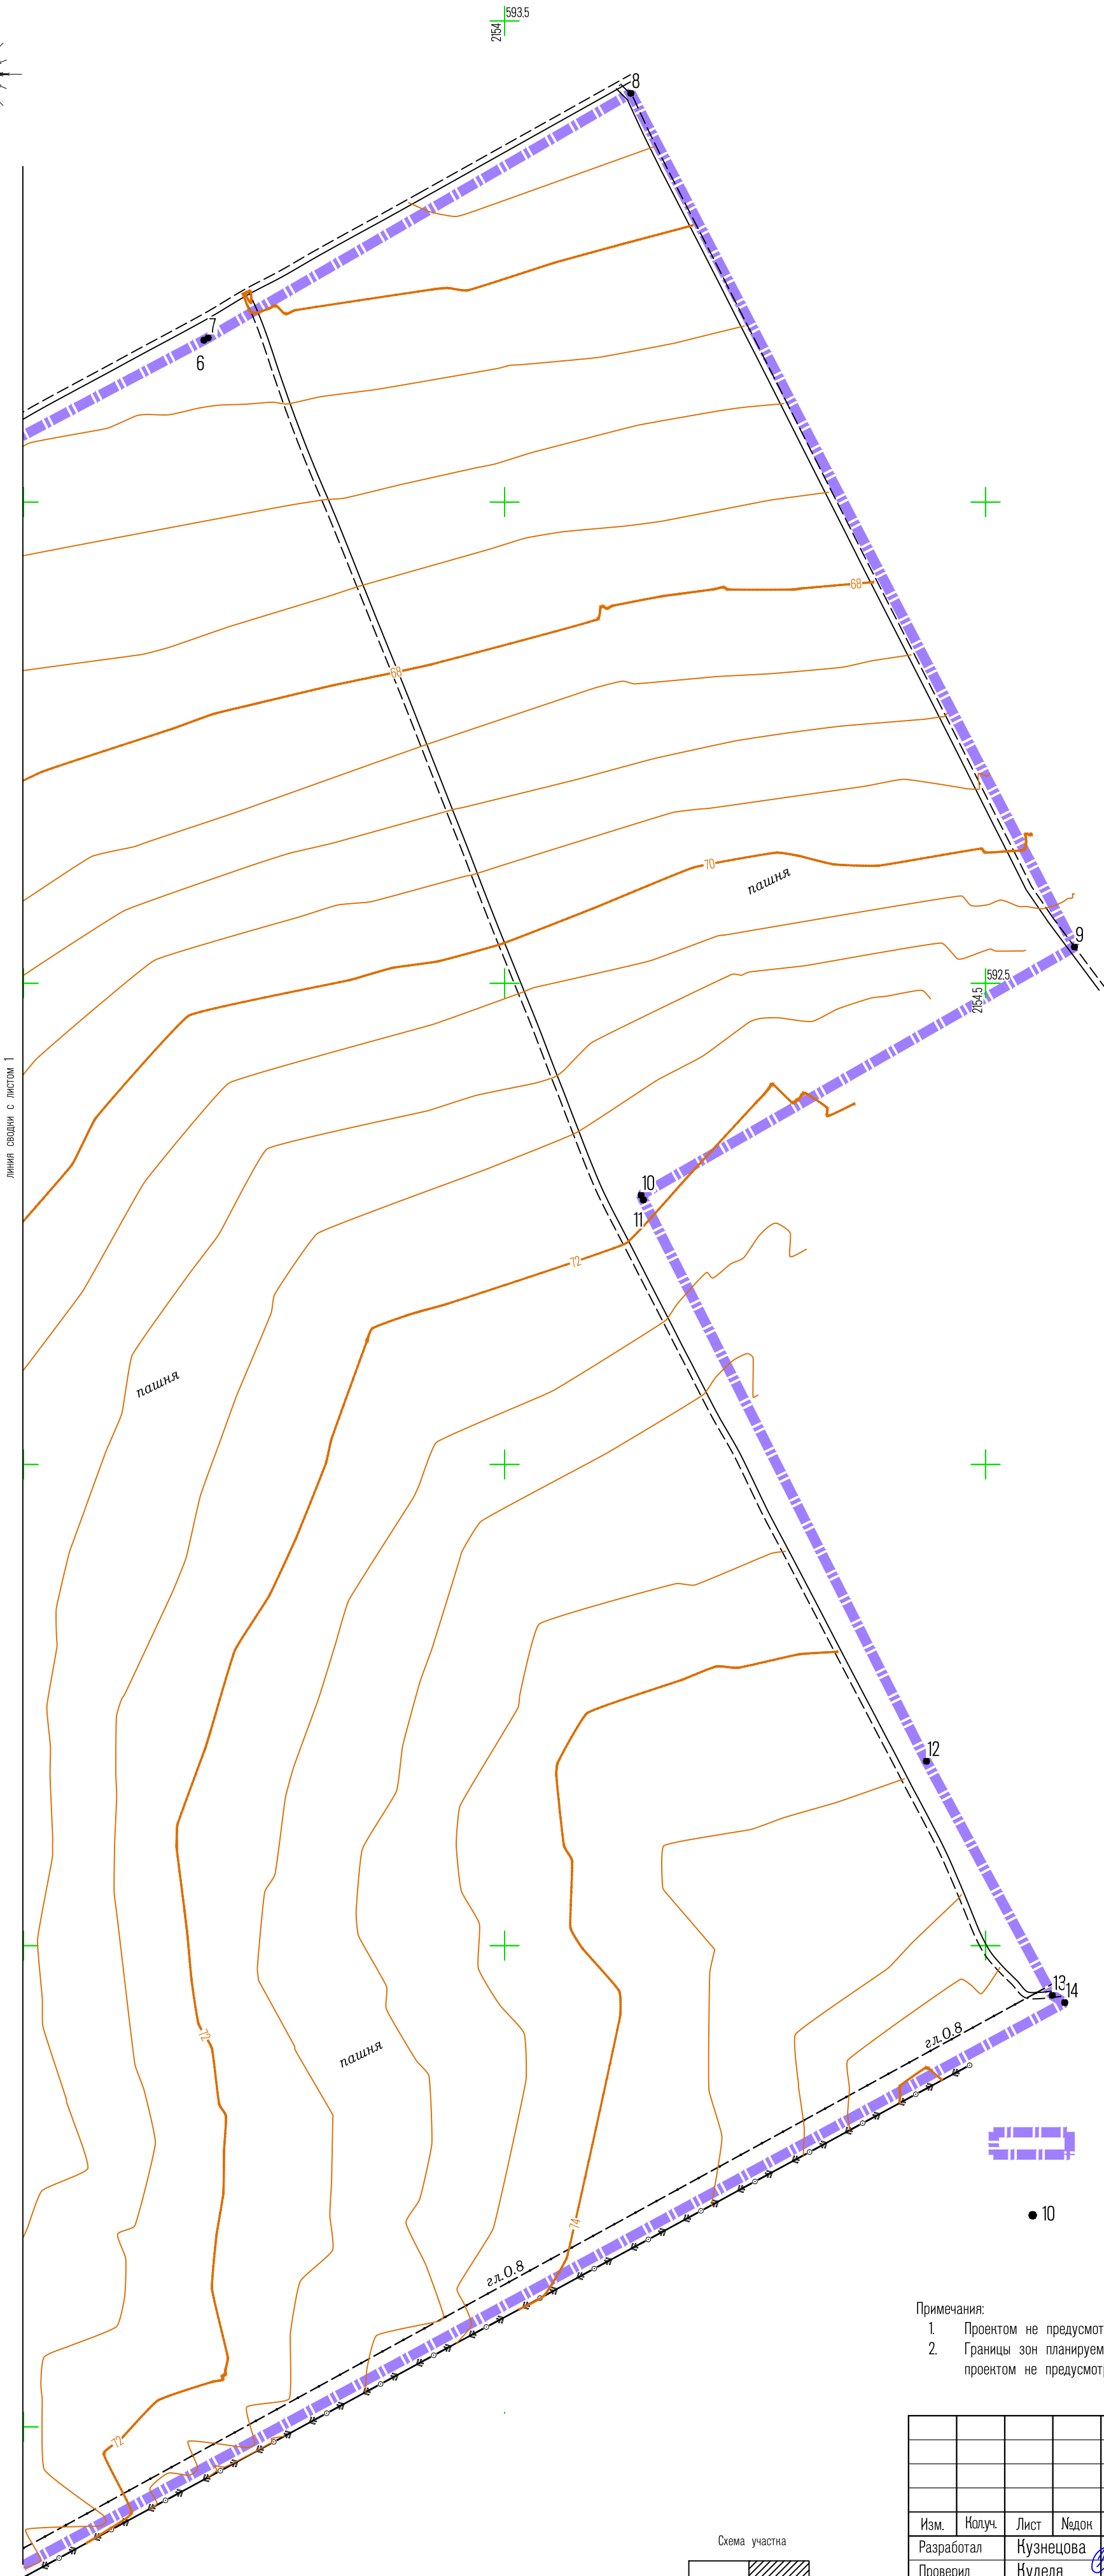 593.5
2154
8
7
6
68
68
70
пашня
9
592.5
2154.5
линия сводки с листом 1
10
11
72
пашня
12
13
14
гл.0.8
72
пашня
74
10
гл.0.8
Примечания:
1. Проектом не предусмот
2. Границы зон планируем
проектом не предусмотр
72
Изм. Кол.уч. Лист №док
Схема участка
Разработал Кузнецова
Проверил Куделя